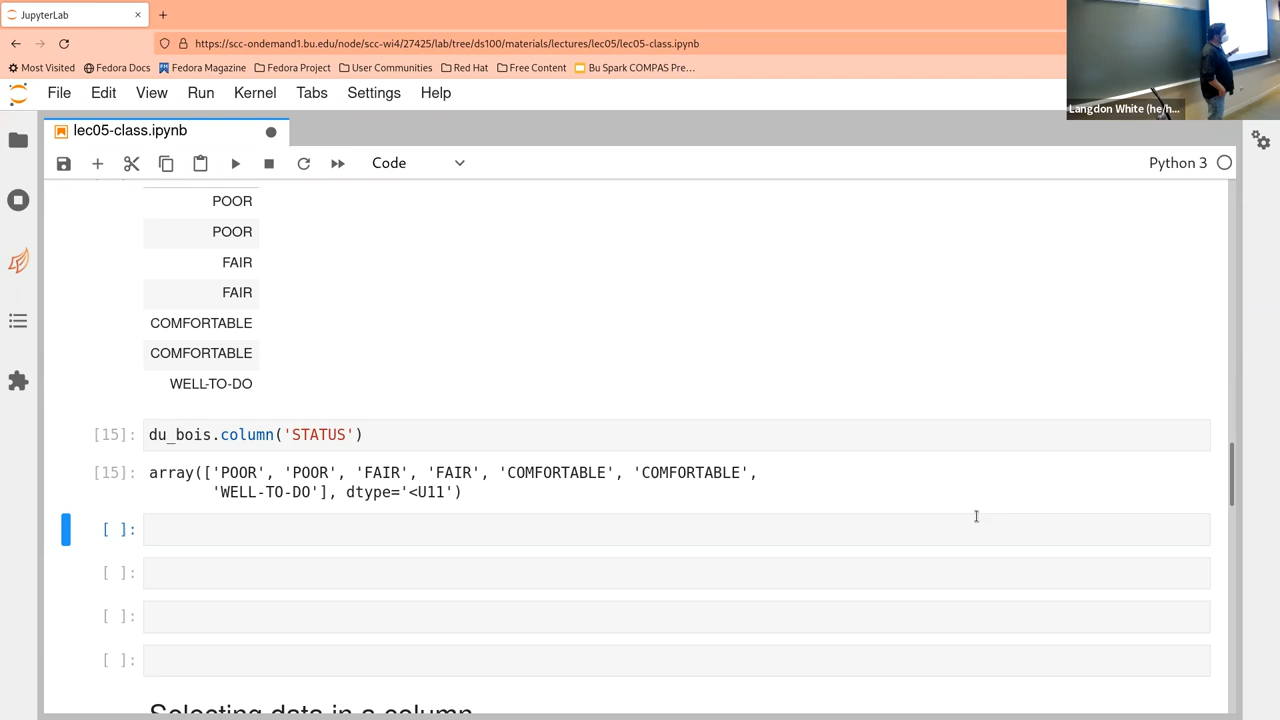 JupyterLab
https://scc-ondemand1.bu.edu/node/scc-wi4/27425/lab/tree/ds100/materials/lectures/lec05/lec05-class.ipynb
Most Visited Fedora Docs Fedora Magazine Fedora Project User Communities Red Hat Free Content Bu Spark COMPAS Pre…
Langdon White (he/h...
File Edit View Run Kernel Tabs Settings Help
lec05-class.ipynb
Code Python 3
POOR
POOR
FAIR
FAIR
COMFORTABLE
COMFORTABLE
WELL-TO-DO
[15]: du_bois.column('STATUS')
[15]: array(['POOR', 'POOR', 'FAIR', 'FAIR', 'COMFORTABLE', 'COMFORTABLE',
'WELL-TO-DO'], dtype='<U11')
[ ]:
[ ]:
[ ]:
[ ]:
Selecting data in a column